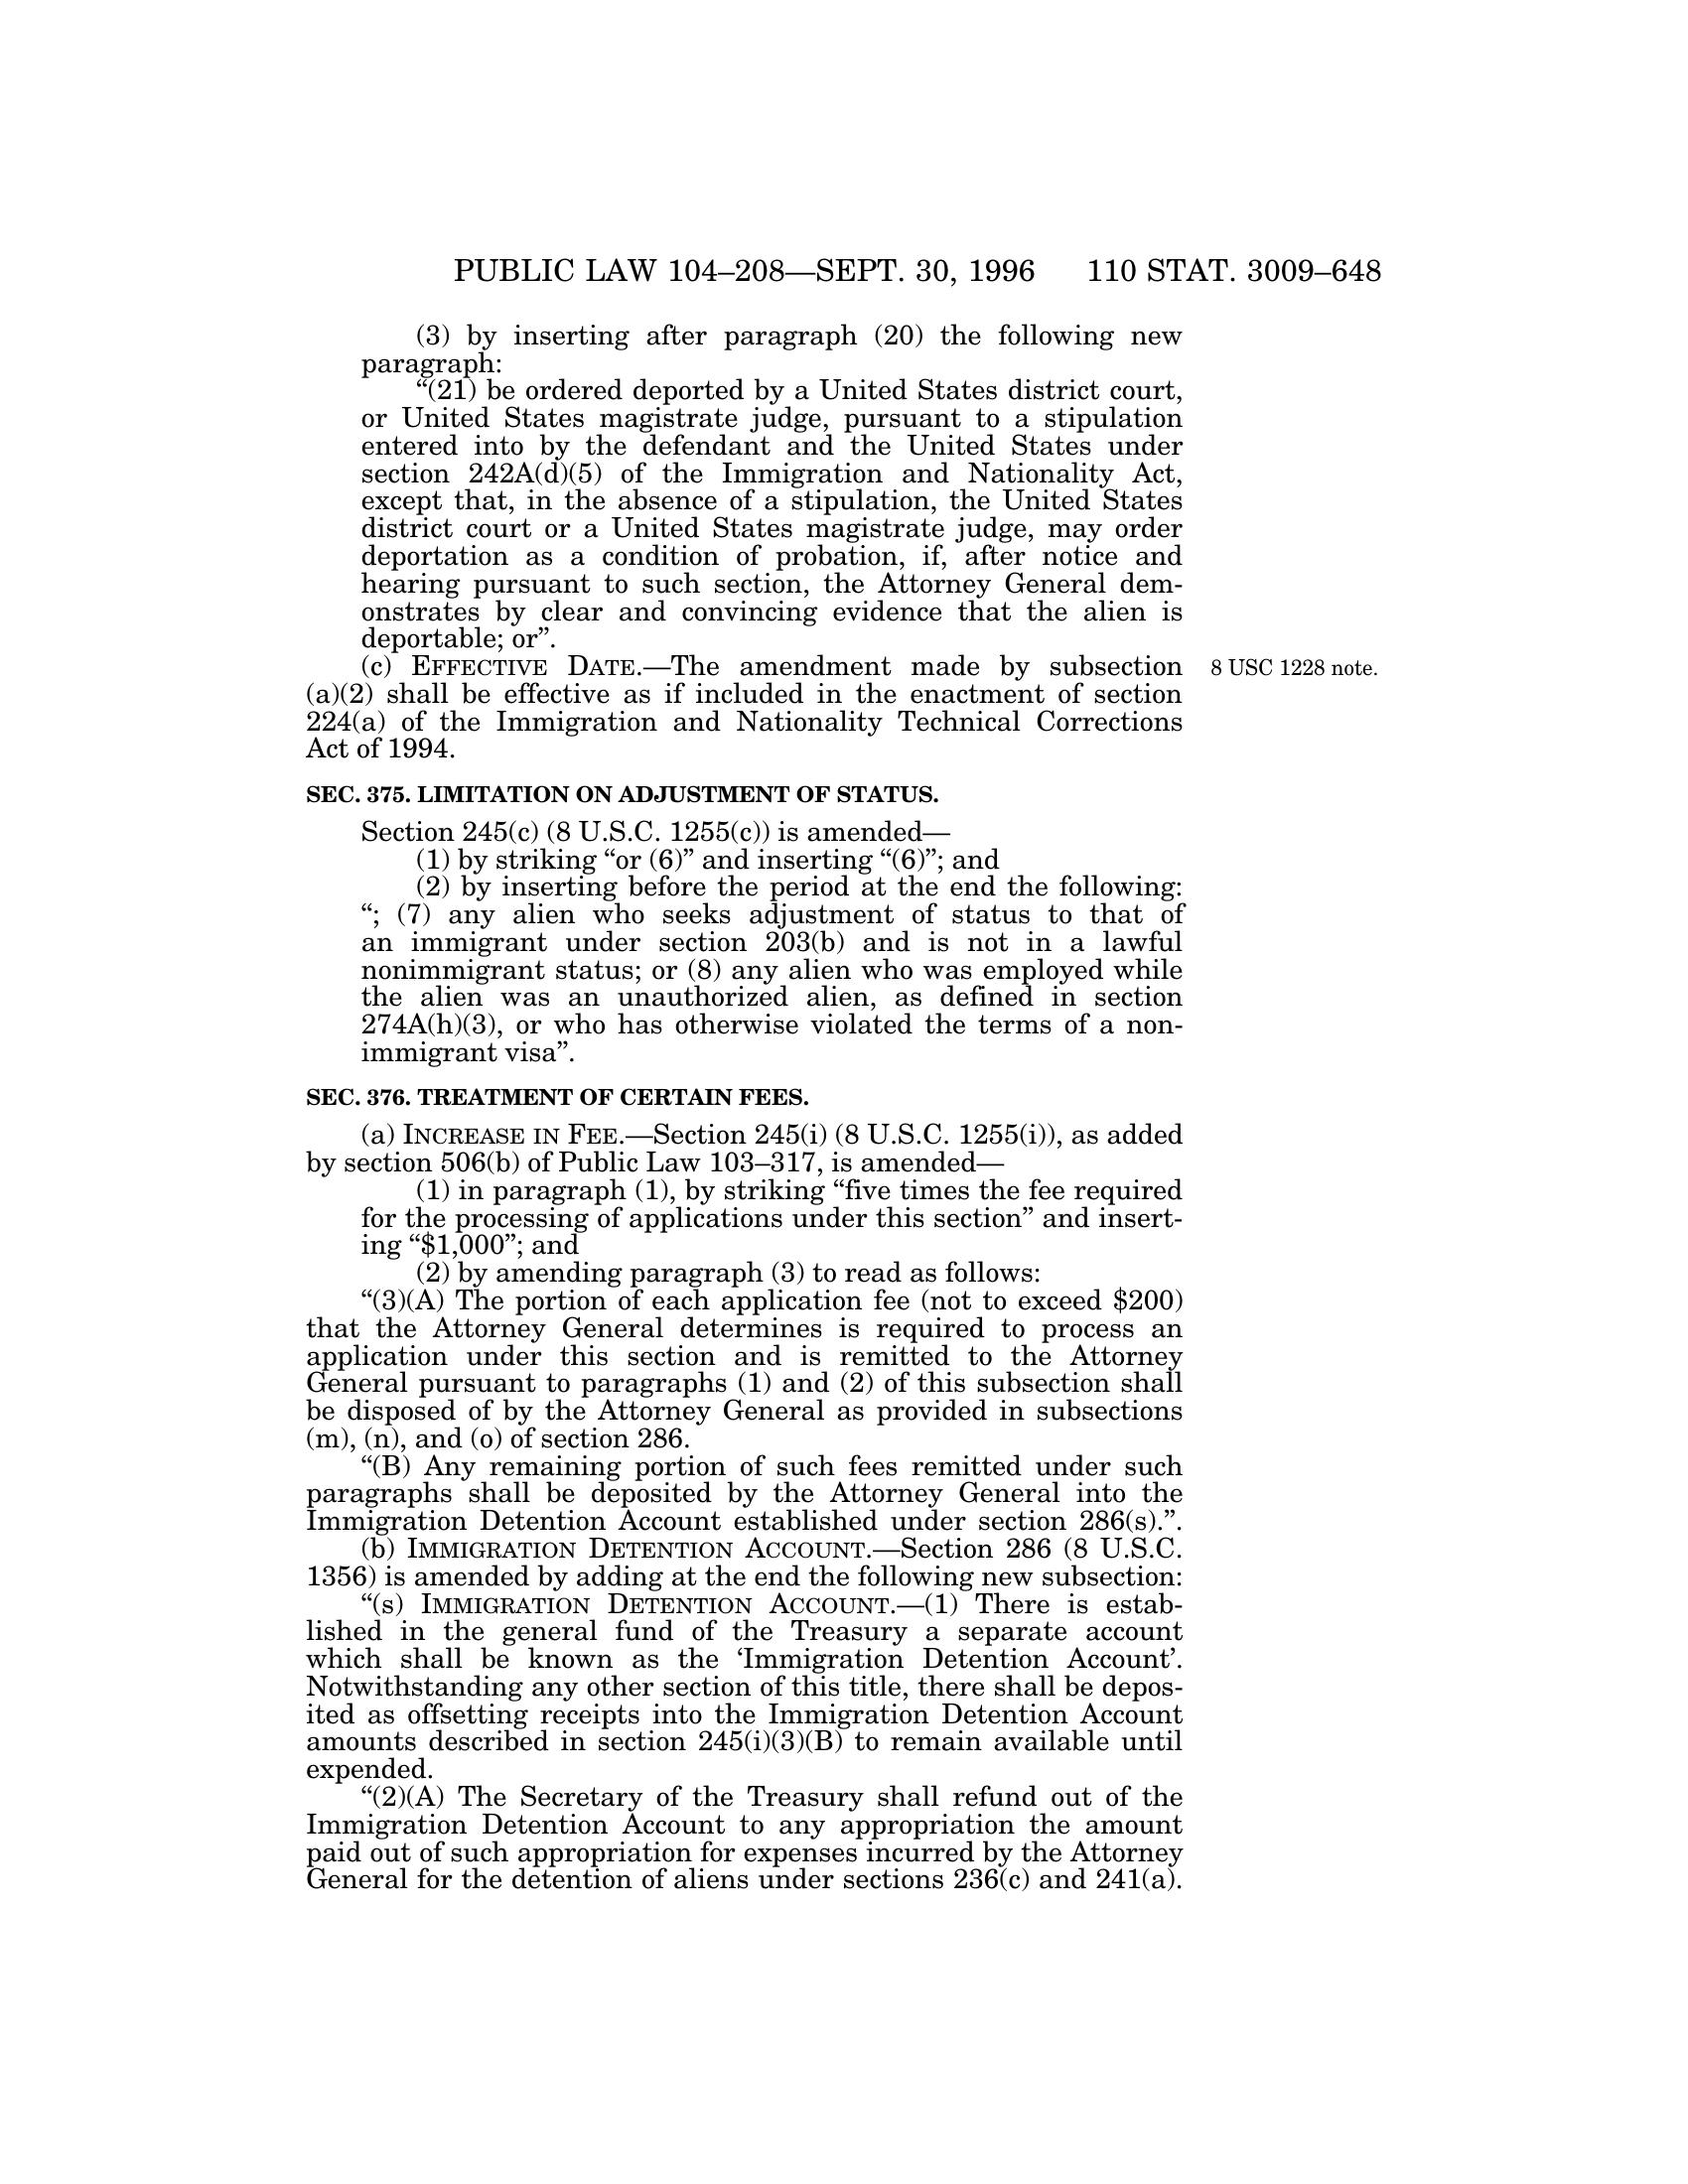 PUBLIC LAW 104–208—SEPT. 30, 1996 110 STAT. 3009–648
(3) by inserting after paragraph (20) the following new
paragraph:
“(21) be ordered deported by a United States district court,
or United States magistrate judge, pursuant to a stipulation
entered into by the defendant and the United States under
section 242A(d)(5) of the Immigration and Nationality Act,
except that, in the absence of a stipulation, the United States
district court or a United States magistrate judge, may order
deportation as a condition of probation, if, after notice and
hearing pursuant to such section, the Attorney General dem-
onstrates by clear and convincing evidence that the alien is
deportable; or”.
(c) EFFECTIVE DATE.—The amendment made by subsection
8 USC 1228 note.
(a)(2) shall be effective as if included in the enactment of section
224(a) of the Immigration and Nationality Technical Corrections
Act of 1994.
SEC. 375. LIMITATION ON ADJUSTMENT OF STATUS.
Section 245(c) (8 U.S.C. 1255(c)) is amended—
(1) by striking “or (6)” and inserting “(6)”; and
(2) by inserting before the period at the end the following:
“; (7) any alien who seeks adjustment of status to that of
an immigrant under section 203(b) and is not in a lawful
nonimmigrant status; or (8) any alien who was employed while
the alien was an unauthorized alien, as defined in section
274A(h)(3), or who has otherwise violated the terms of a non-
immigrant visa”.
SEC. 376. TREATMENT OF CERTAIN FEES.
(a) INCREASE IN FEE.—Section 245(i) (8 U.S.C. 1255(i)), as added
by section 506(b) of Public Law 103–317, is amended—
(1) in paragraph (1), by striking “five times the fee required
for the processing of applications under this section” and insert-
ing “$1,000”; and
(2) by amending paragraph (3) to read as follows:
“(3)(A) The portion of each application fee (not to exceed $200)
that the Attorney General determines is required to process an
application under this section and is remitted to the Attorney
General pursuant to paragraphs (1) and (2) of this subsection shall
be disposed of by the Attorney General as provided in subsections
(m), (n), and (o) of section 286.
“(B) Any remaining portion of such fees remitted under such
paragraphs shall be deposited by the Attorney General into the
Immigration Detention Account established under section 286(s).”.
(b) IMMIGRATION DETENTION ACCOUNT.—Section 286 (8 U.S.C.
1356) is amended by adding at the end the following new subsection:
“(s) IMMIGRATION DETENTION ACCOUNT.—(1) There is estab-
lished in the general fund of the Treasury a separate account
which shall be known as the ‘Immigration Detention Account’.
Notwithstanding any other section of this title, there shall be depos-
ited as offsetting receipts into the Immigration Detention Account
amounts described in section 245(i)(3)(B) to remain available until
expended.
“(2)(A) The Secretary of the Treasury shall refund out of the
Immigration Detention Account to any appropriation the amount
paid out of such appropriation for expenses incurred by the Attorney
General for the detention of aliens under sections 236(c) and 241(a).